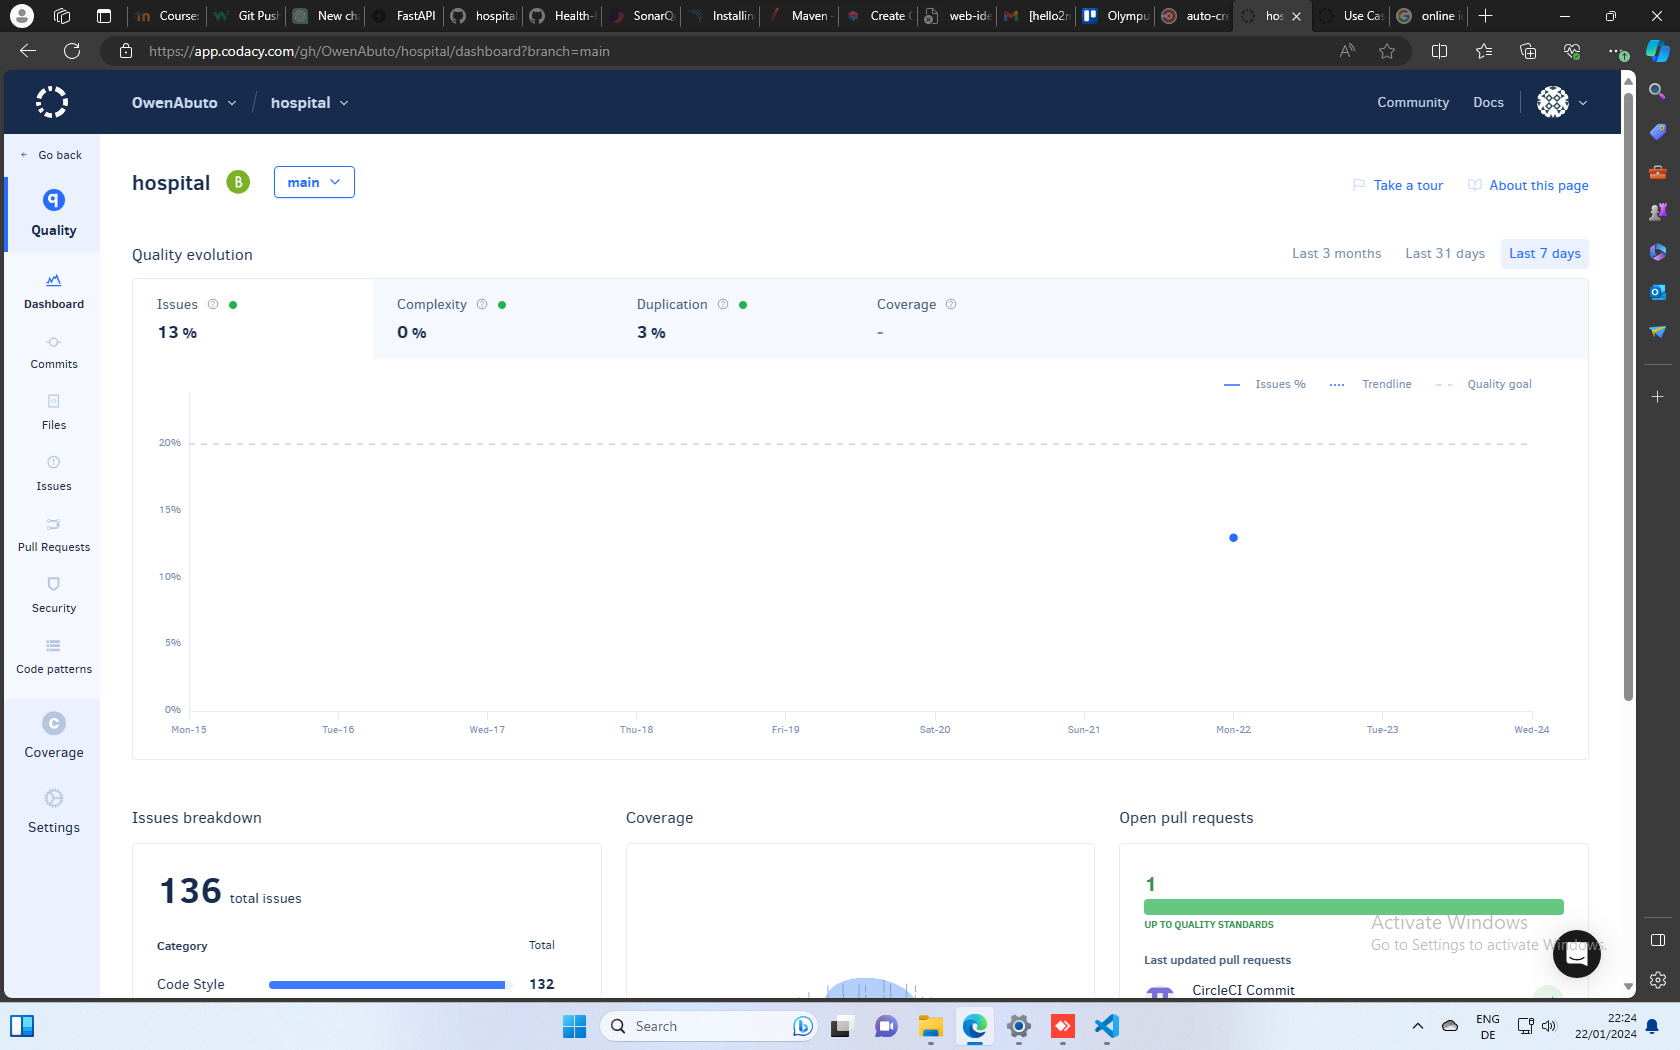 Course:
Git Pus
New ch
FastAPI
hospital
Health-
SonarQ
Installin
Maven -
Create
web-ide
[hello2
Olympu
auto-cre
hos
Use Cas
online i
https://app.codacy.com/gh/OwenAbuto/hospital/dashboard?branch=main
OwenAbuto / hospital
Community Docs
Go back
hospital B main
Take a tour About this page
Quality
Quality evolution
Last 3 months Last 31 days Last 7 days
Dashboard
Commits
Files
Issues
Pull Requests
Security
Code patterns
Coverage
Settings
Issues Complexity Duplication Coverage
13 % 0 % 3 % -
Issues % Trendline Quality goal
20%
15%
10%
5%
0%
Mon-15 Tue-16 Wed-17 Thu-18 Fri-19 Sat-20 Sun-21 Mon-22 Tue-23 Wed-24
Issues breakdown Coverage Open pull requests
136 total issues
Category Total
Code Style 132
1
UP TO QUALITY STANDARDS
Last updated pull requests
CircleCI Commit
Activate Windows
Go to Settings to activate Windows.
Search
ENG
DE
22:24
22/01/2024